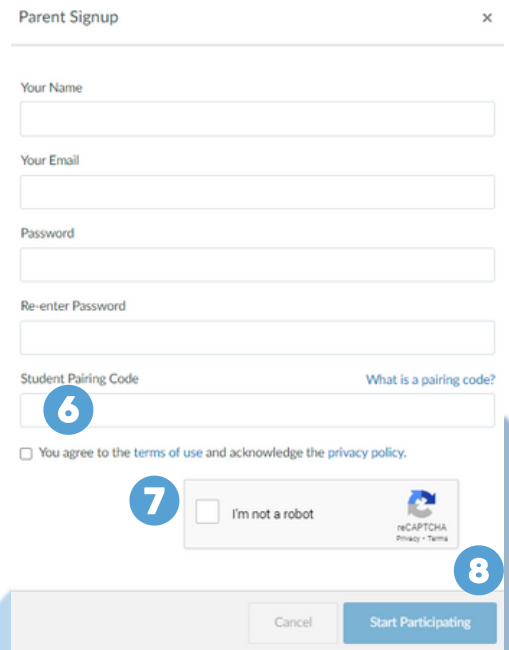 Parent Signup ×
Your Name
Your Email
Password
Re-enter Password
Student Pairing Code What is a pairing code?
6
You agree to the terms of use and acknowledge the privacy policy.
7 I'm not a robot
reCAPTCHA
Privacy - Terms
8
Cancel Start Participating